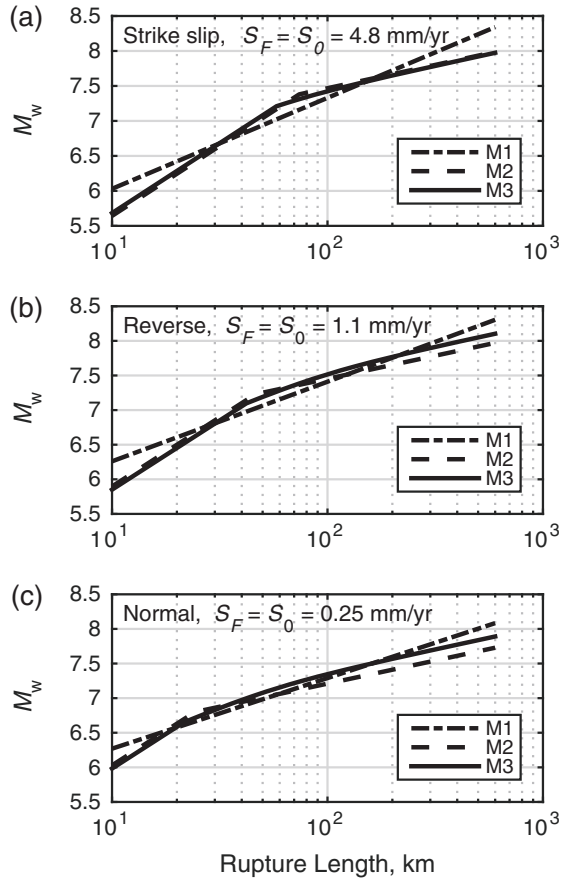 (a)
Strike slip, S_F = S_0 = 4.8 mm/yr
8.5
8
7.5
7
6.5
6
5.5
M_w
M1
M2
M3
10^1
10^2
10^3
(b)
Reverse, S_F = S_0 = 1.1 mm/yr
8.5
8
7.5
7
6.5
6
5.5
M_w
M1
M2
M3
10^1
10^2
10^3
(c)
Normal, S_F = S_0 = 0.25 mm/yr
8.5
8
7.5
7
6.5
6
5.5
M_w
M1
M2
M3
10^1
10^2
10^3
Rupture Length, km